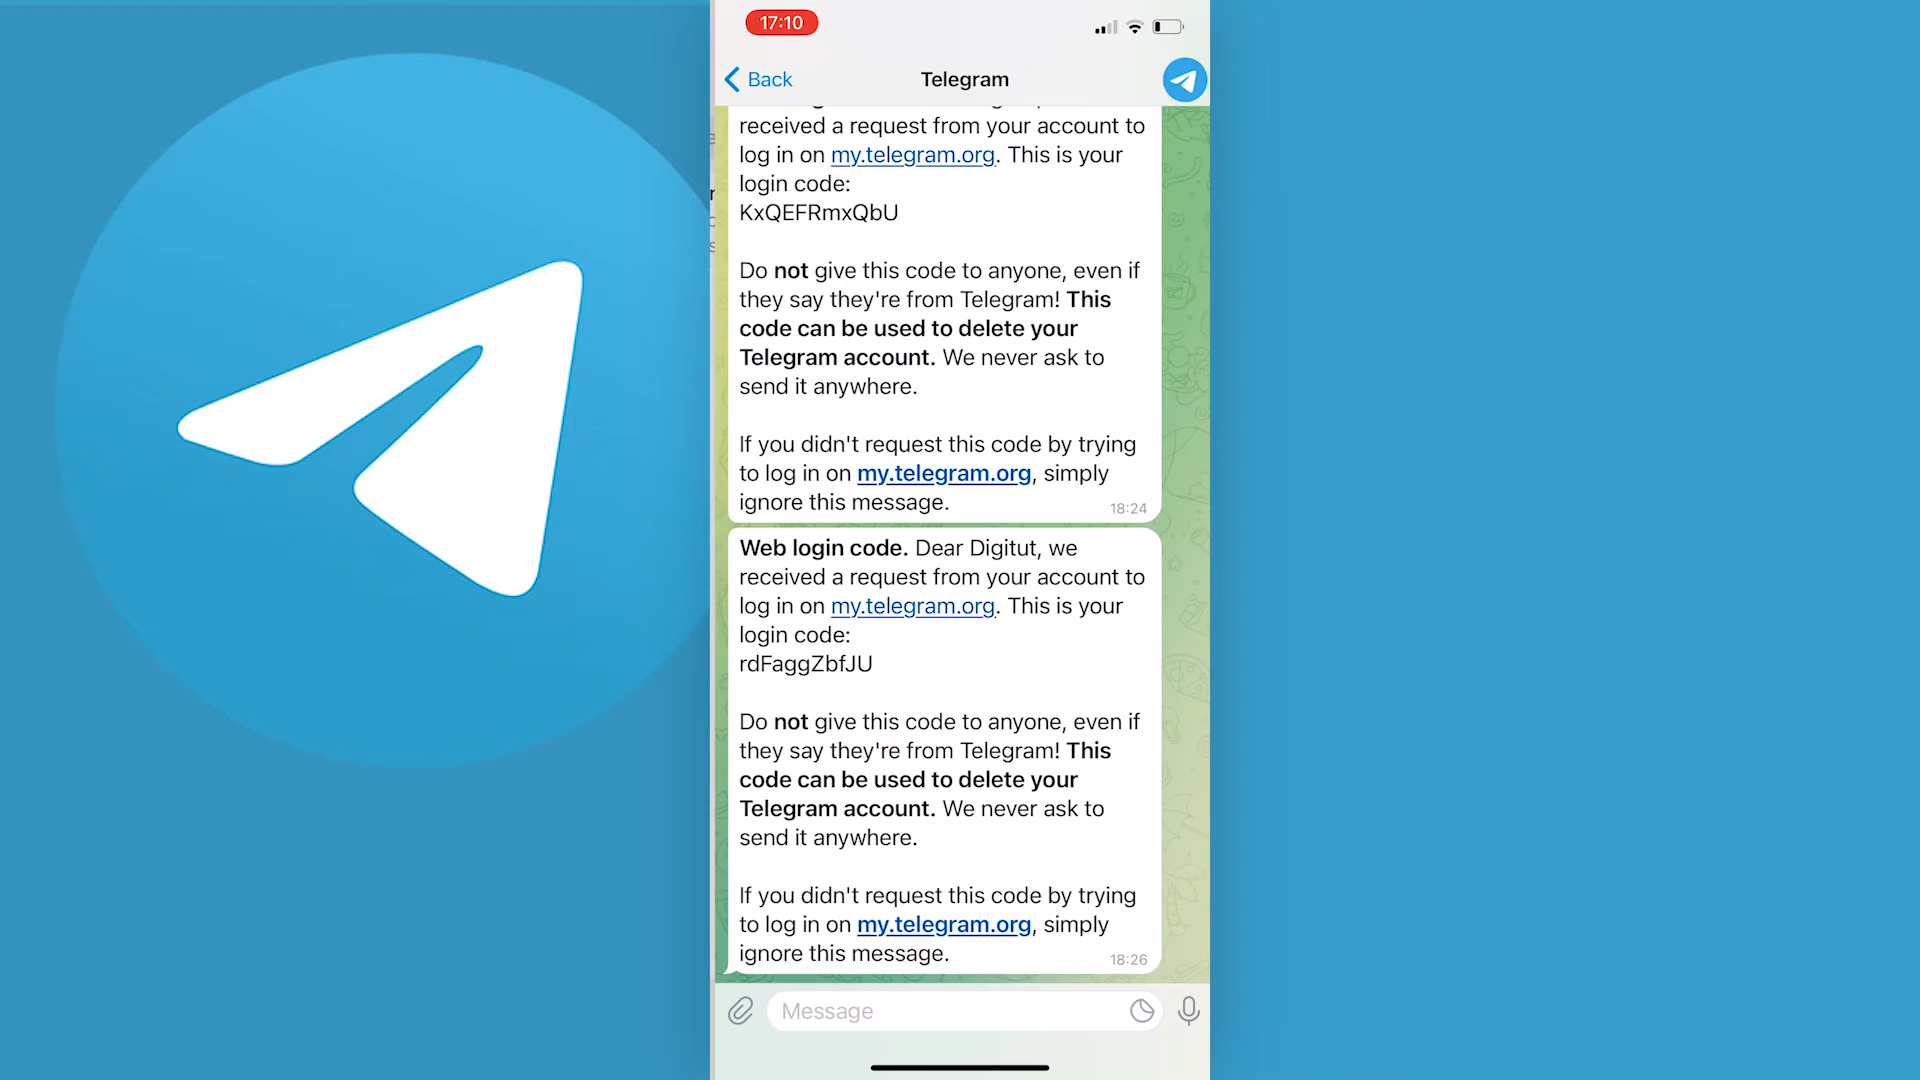 17:10
Back
Telegram
received a request from your account to
log in on my.telegram.org. This is your
login code:
KxQEFRmxQbU
Do not give this code to anyone, even if
they say they're from Telegram! This
code can be used to delete your
Telegram account. We never ask to
send it anywhere.
If you didn't request this code by trying
to log in on my.telegram.org, simply
ignore this message.
18:24
Web login code. Dear Digitut, we
received a request from your account to
log in on my.telegram.org. This is your
login code:
rdFaggZbfJU
Do not give this code to anyone, even if
they say they're from Telegram! This
code can be used to delete your
Telegram account. We never ask to
send it anywhere.
If you didn't request this code by trying
to log in on my.telegram.org, simply
ignore this message.
18:26
Message